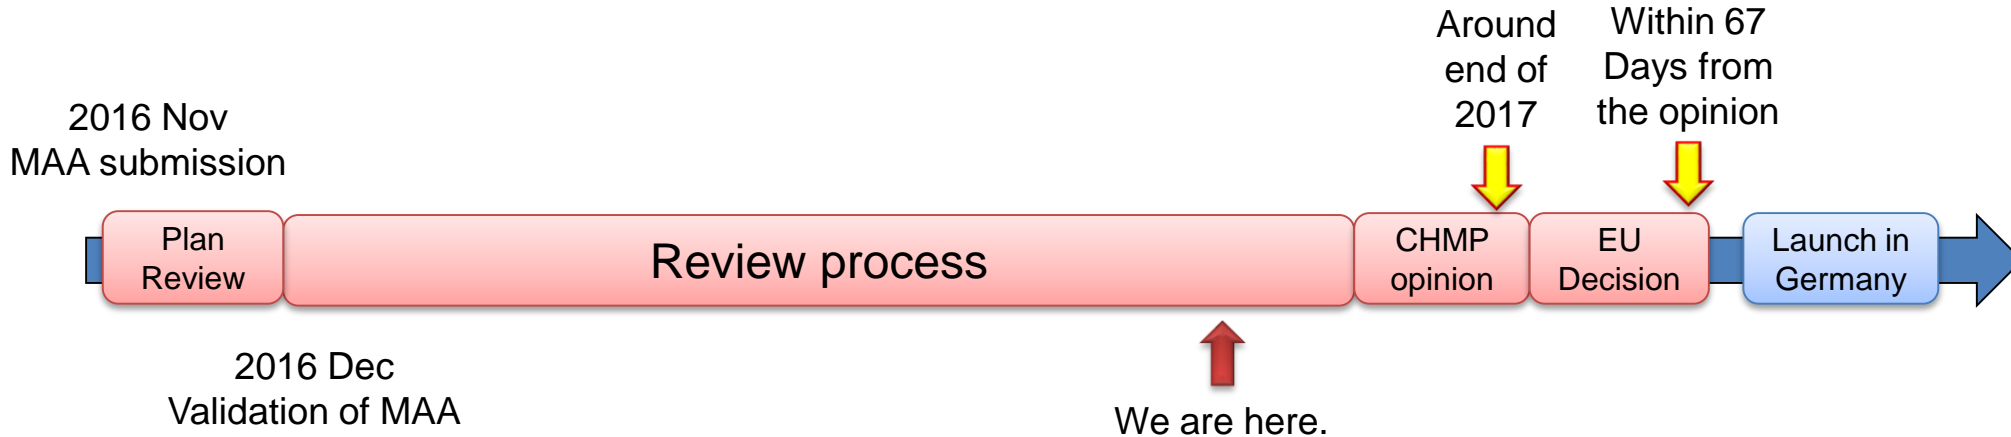 2016 Nov
MAA submission
Around
end of
2017
Within 67
Days from
the opinion
Plan
Review
Review process
CHMP
opinion
EU
Decision
Launch in
Germany
2016 Dec
Validation of MAA
We are here.